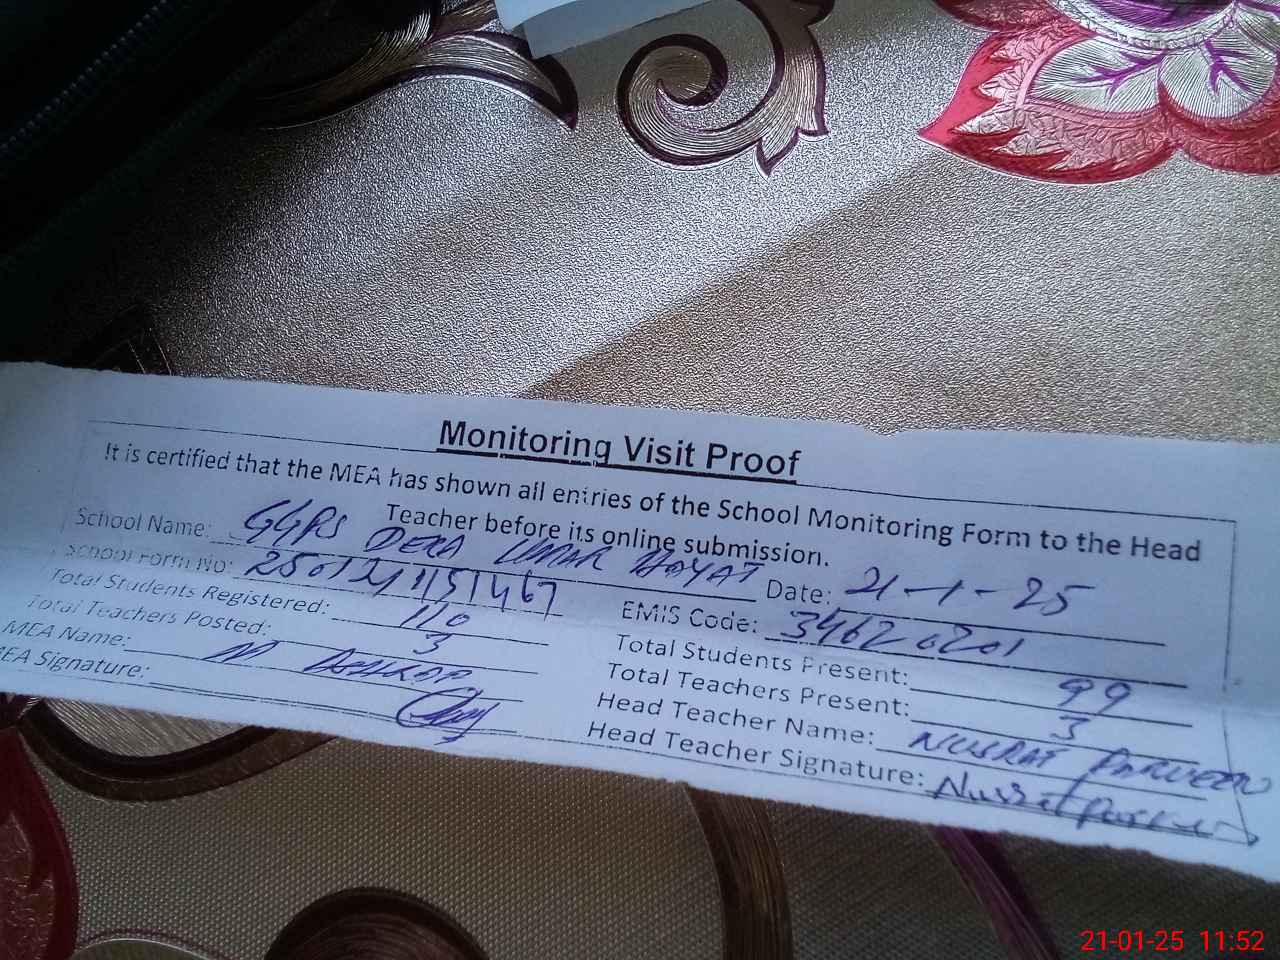 Monitoring Visit Proof
It is certified that the MEA has shown all entries of the School Monitoring Form to the Head
Teacher before its online submission.
School Name: GGPS DERA UMAR HAYAT Date: 21-1-25
School Form No: EMIS Code: 34620201
Total Students Registered: 110 Total Students Present: 99
Total Teachers Posted: 3 Total Teachers Present: 3
MEA Name: M ASHRAF Head Teacher Name: NUSRAT PARVEEN
MEA Signature: Head Teacher Signature: Nusrat Parveen
21-01-25 11:52